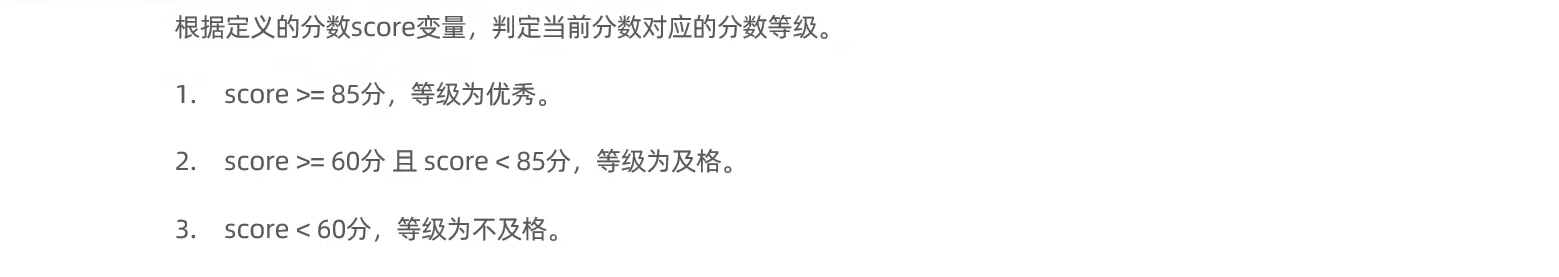 根据定义的分数score变量，判定当前分数对应的分数等级。
1. score >= 85分，等级为优秀。
2. score >= 60分 且 score < 85分，等级为及格。
3. score < 60分，等级为不及格。